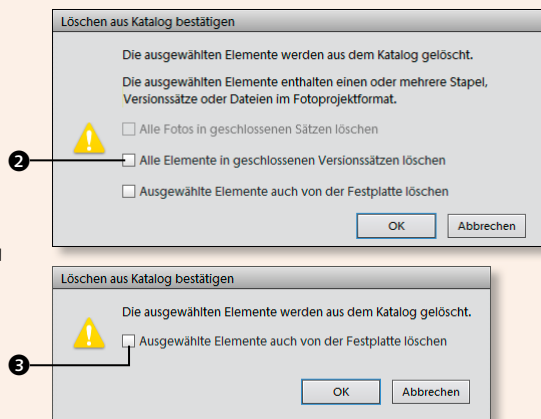 Löschen aus Katalog bestätigen
Die ausgewählten Elemente werden aus dem Katalog gelöscht.
Die ausgewählten Elemente enthalten einen oder mehrere Stapel,
Versionssätze oder Dateien im Fotoprojektformat.
Alle Fotos in geschlossenen Sätzen löschen
❷ Alle Elemente in geschlossenen Versionssätzen löschen
Ausgewählte Elemente auch von der Festplatte löschen
OK Abbrechen
Löschen aus Katalog bestätigen
Die ausgewählten Elemente werden aus dem Katalog gelöscht.
❸ Ausgewählte Elemente auch von der Festplatte löschen
OK Abbrechen